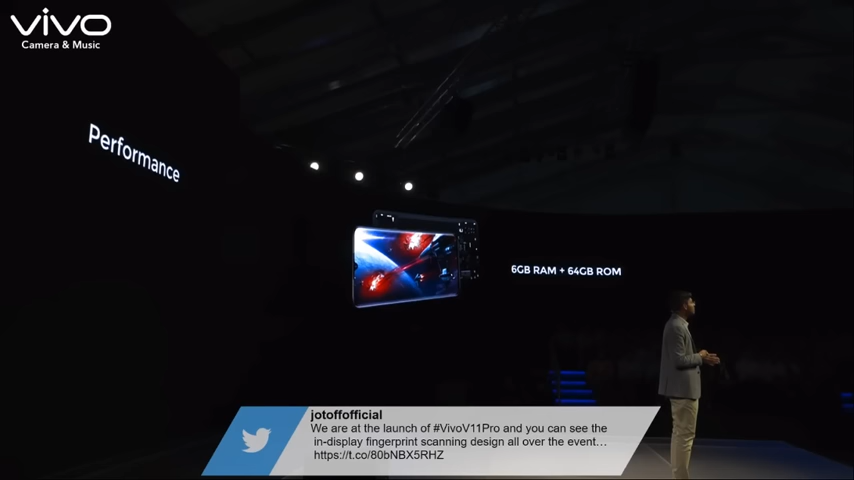 vivo
Camera & Music
Performance
6GB RAM + 64GB ROM
jotoffofficial
We are at the launch of #VivoV11Pro and you can see the
in-display fingerprint scanning design all over the event…
https://t.co/80bNBX5RHZ